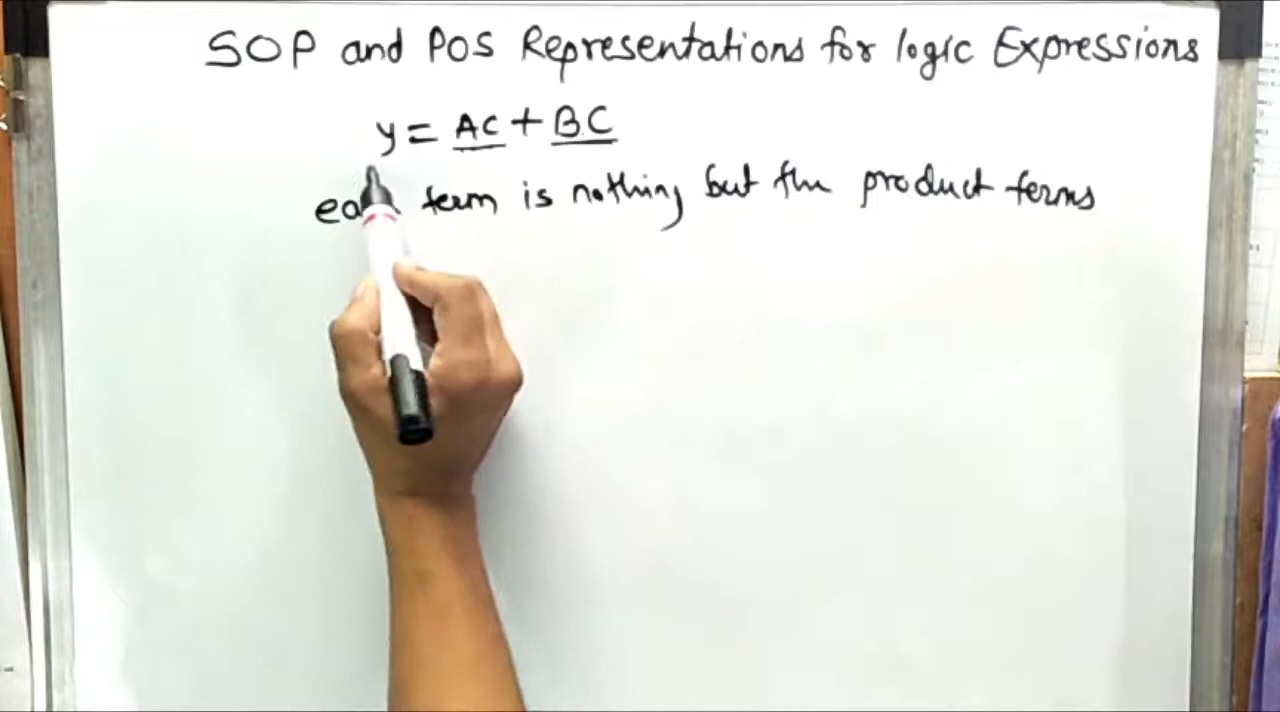 SOP and POS Representations for logic Expressions
y = AC + BC
term is nothing but the product terms